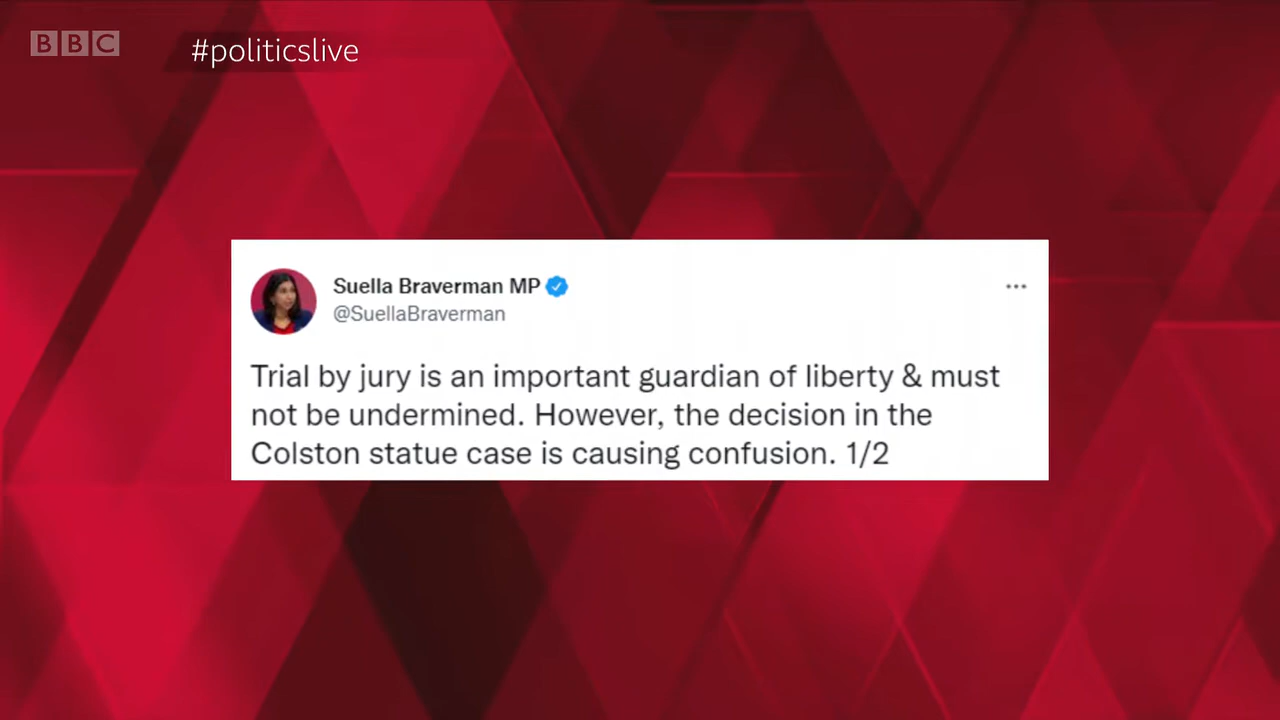 BBC
#politicslive
Suella Braverman MP
@SuellaBraverman
Trial by jury is an important guardian of liberty & must
not be undermined. However, the decision in the
Colston statue case is causing confusion. 1/2